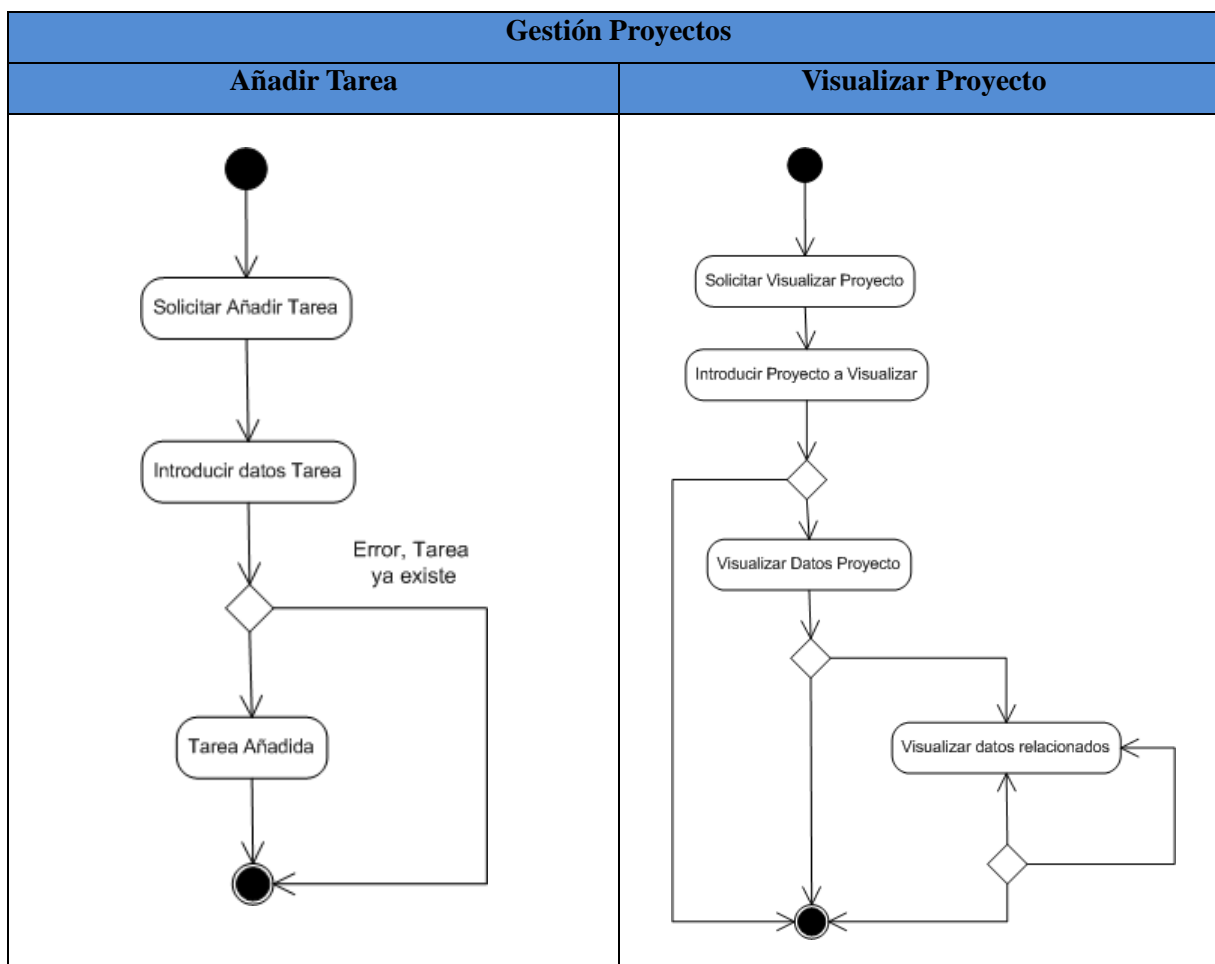 Gestión Proyectos
Añadir Tarea
Visualizar Proyecto
Solicitar Añadir Tarea
Introducir datos Tarea
Error, Tarea
ya existe
Tarea Añadida
Solicitar Visualizar Proyecto
Introducir Proyecto a Visualizar
Visualizar Datos Proyecto
Visualizar datos relacionados